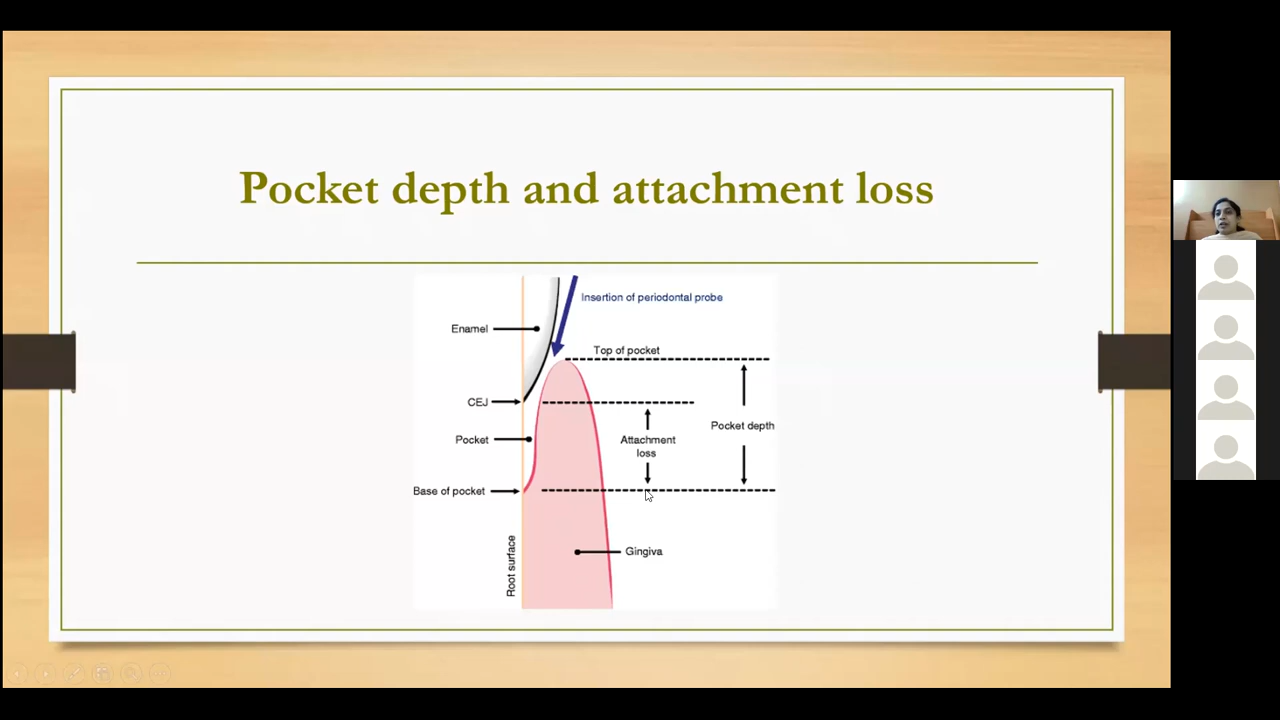 Pocket depth and attachment loss
Insertion of periodontal probe
Enamel
Top of pocket
CEJ
Pocket depth
Pocket
Attachment
loss
Base of pocket
Gingiva
Root surface